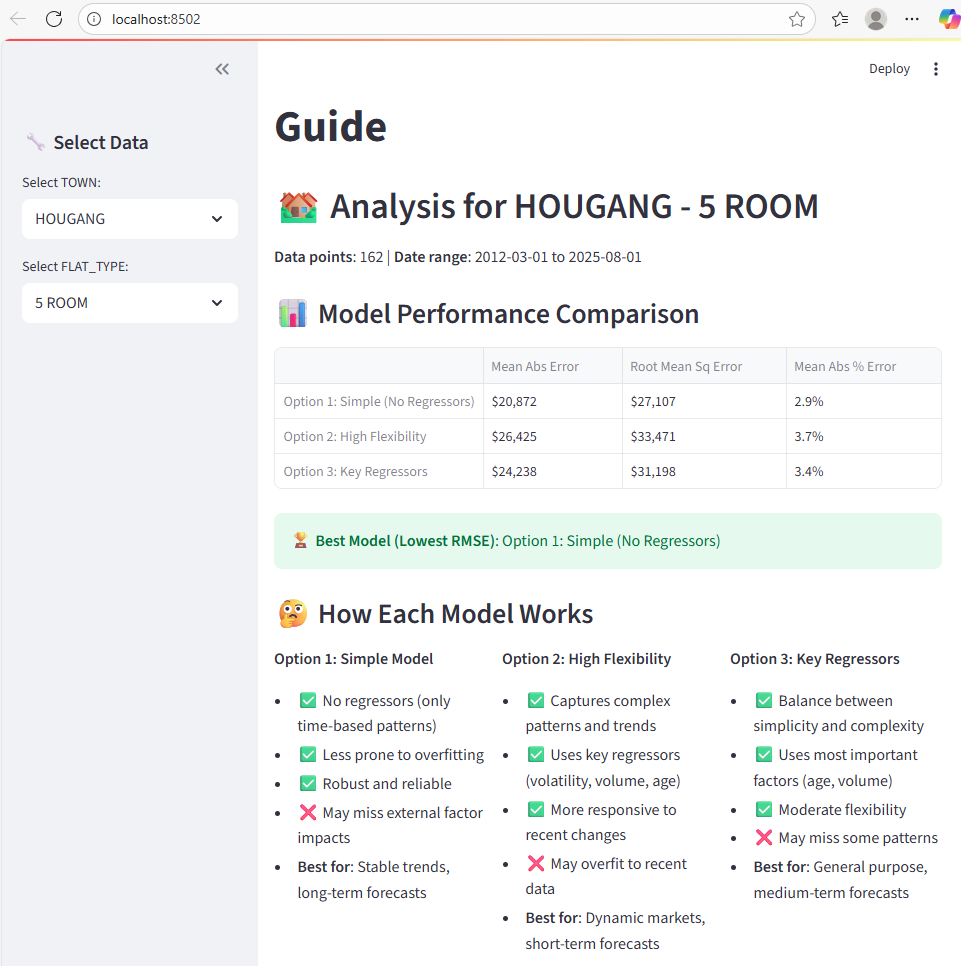 localhost:8502
Deploy
Select Data
Select TOWN:
HOUGANG
Select FLAT_TYPE:
5 ROOM
Guide
Analysis for HOUGANG - 5 ROOM
Data points: 162 | Date range: 2012-03-01 to 2025-08-01
Model Performance Comparison
Mean Abs Error Root Mean Sq Error Mean Abs % Error
Option 1: Simple (No Regressors) $20,872 $27,107 2.9%
Option 2: High Flexibility $26,425 $33,471 3.7%
Option 3: Key Regressors $24,238 $31,198 3.4%
Best Model (Lowest RMSE): Option 1: Simple (No Regressors)
How Each Model Works
Option 1: Simple Model
• ✅ No regressors (only
time-based patterns)
• ✅ Less prone to overfitting
• ✅ Robust and reliable
• ❌ May miss external factor
impacts
• Best for: Stable trends,
long-term forecasts
Option 2: High Flexibility
• ✅ Captures complex
patterns and trends
• ✅ Uses key regressors
(volatility, volume, age)
• ✅ More responsive to
recent changes
• ❌ May overfit to recent
data
• Best for: Dynamic markets,
short-term forecasts
Option 3: Key Regressors
• ✅ Balance between
simplicity and complexity
• ✅ Uses most important
factors (age, volume)
• ✅ Moderate flexibility
• ❌ May miss some patterns
• Best for: General purpose,
medium-term forecasts